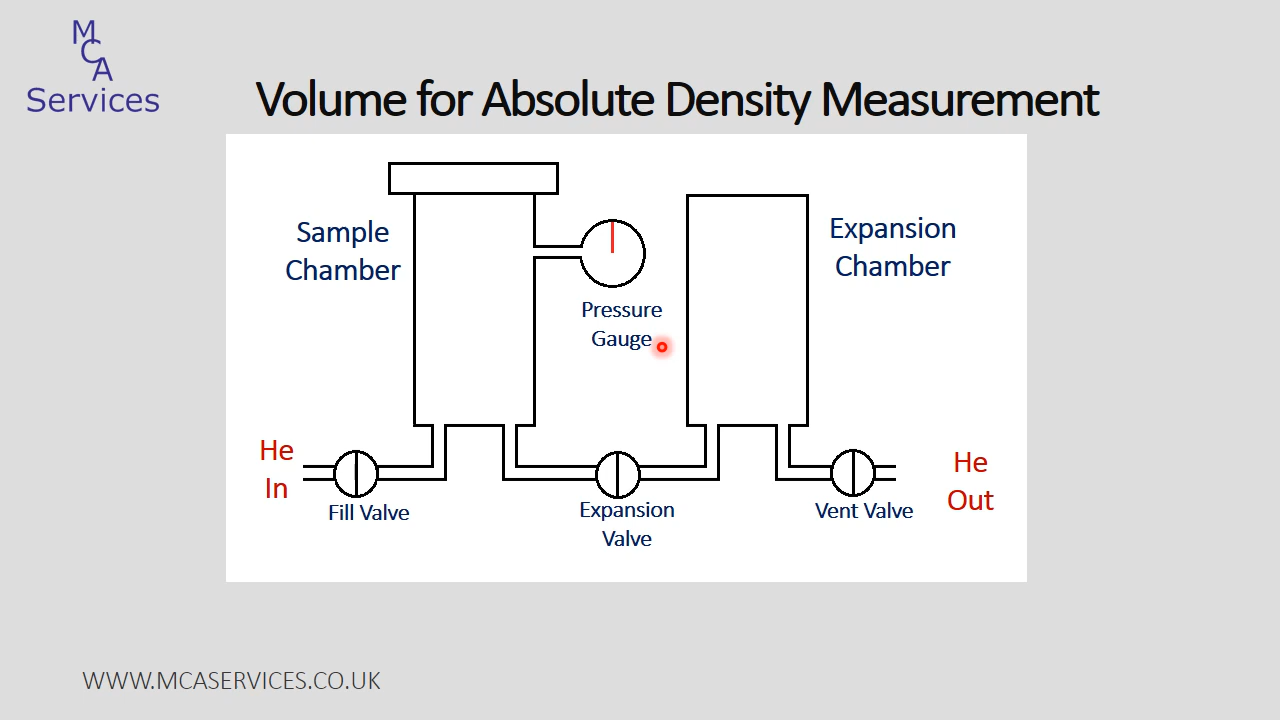 M
C
A
Services
Volume for Absolute Density Measurement
Sample
Chamber
Expansion
Chamber
Pressure
Gauge
He
In
He
Out
Fill Valve
Expansion
Valve
Vent Valve
WWW.MCASERVICES.CO.UK